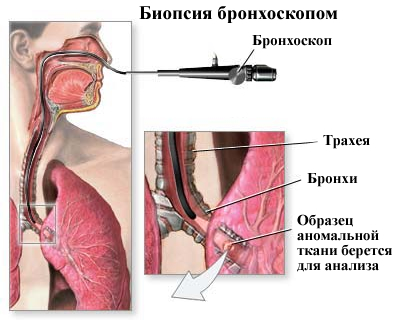 Биопсия бронхоскопом
Бронхоскоп
Трахея
Бронхи
Образец
аномальной
ткани берется
для анализа